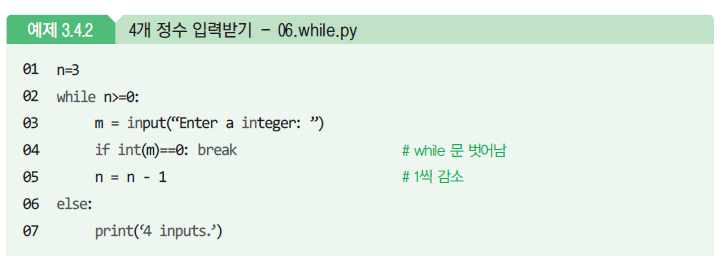 예제 3.4.2 4개 정수 입력받기 - 06.while.py
01 n=3
02 while n>=0:
03 m = input(“Enter a integer: ”)
04 if int(m)==0: break # while 문 벗어남
05 n = n - 1 # 1씩 감소
06 else:
07 print(‘4 inputs.’)